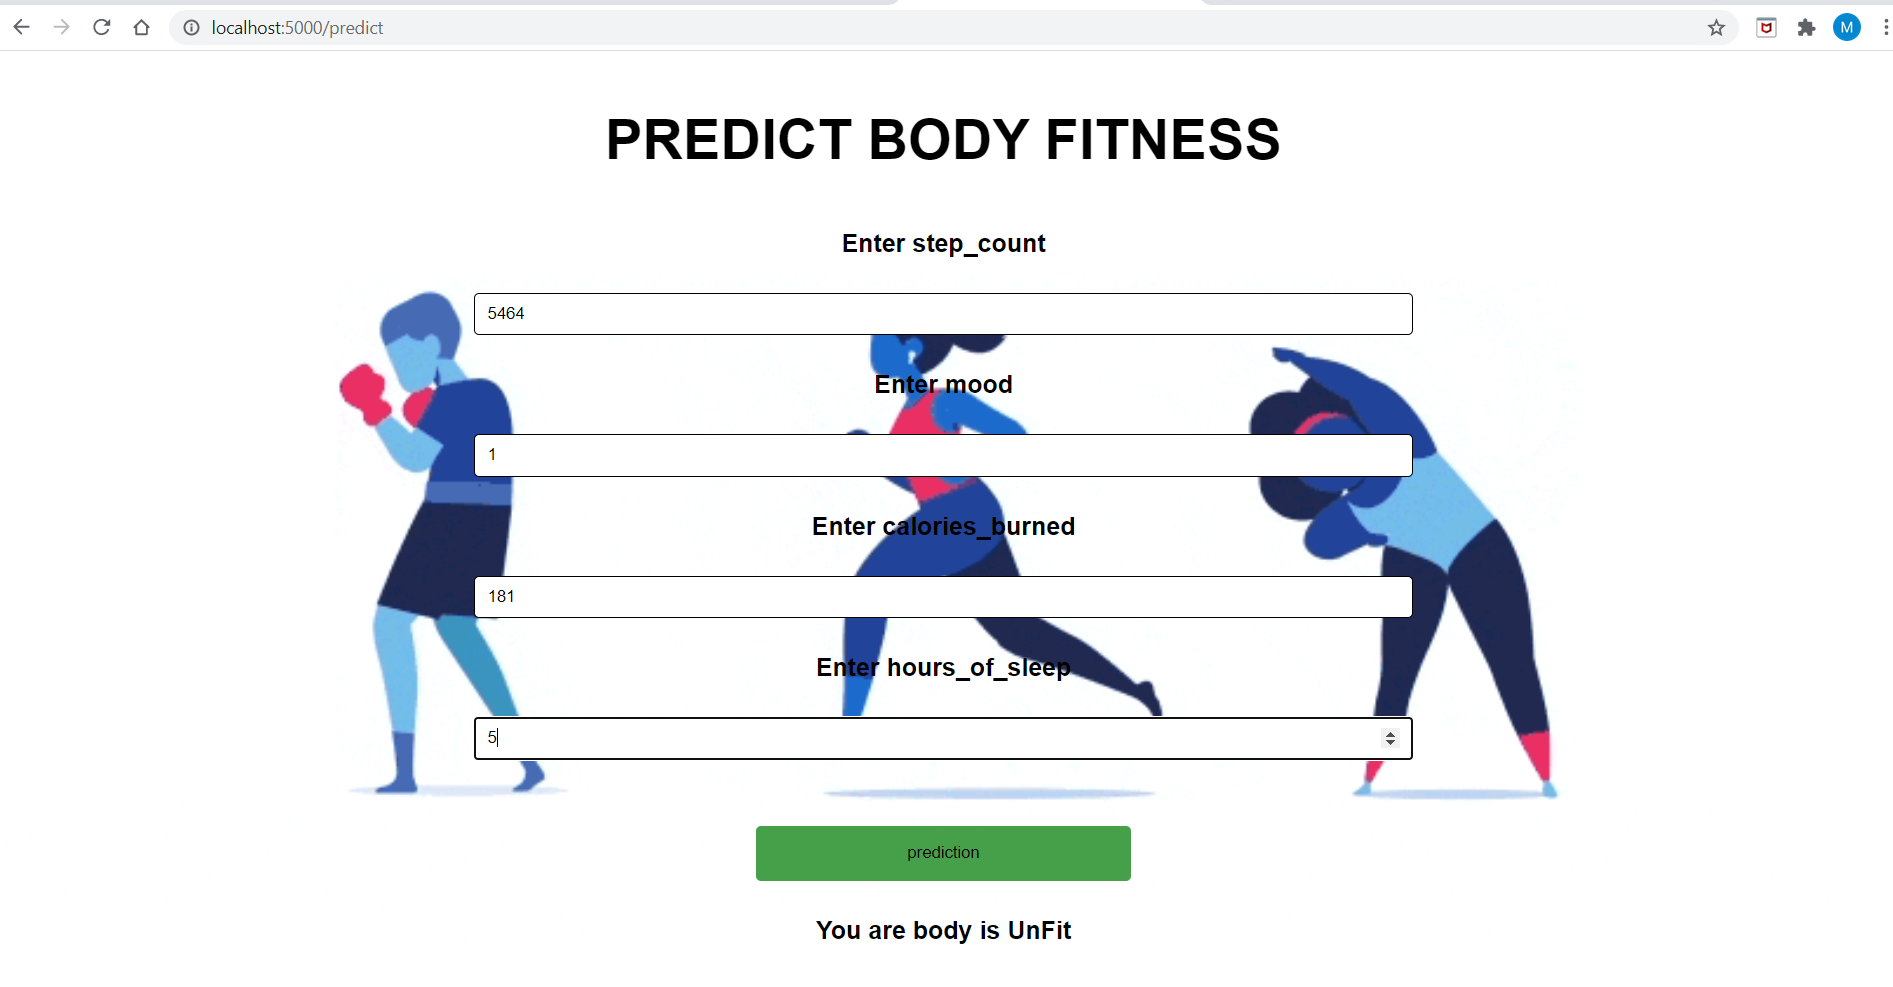 localhost:5000/predict
M
PREDICT BODY FITNESS
Enter step_count
5464
Enter mood
1
Enter calories_burned
181
Enter hours_of_sleep
5
prediction
You are body is UnFit